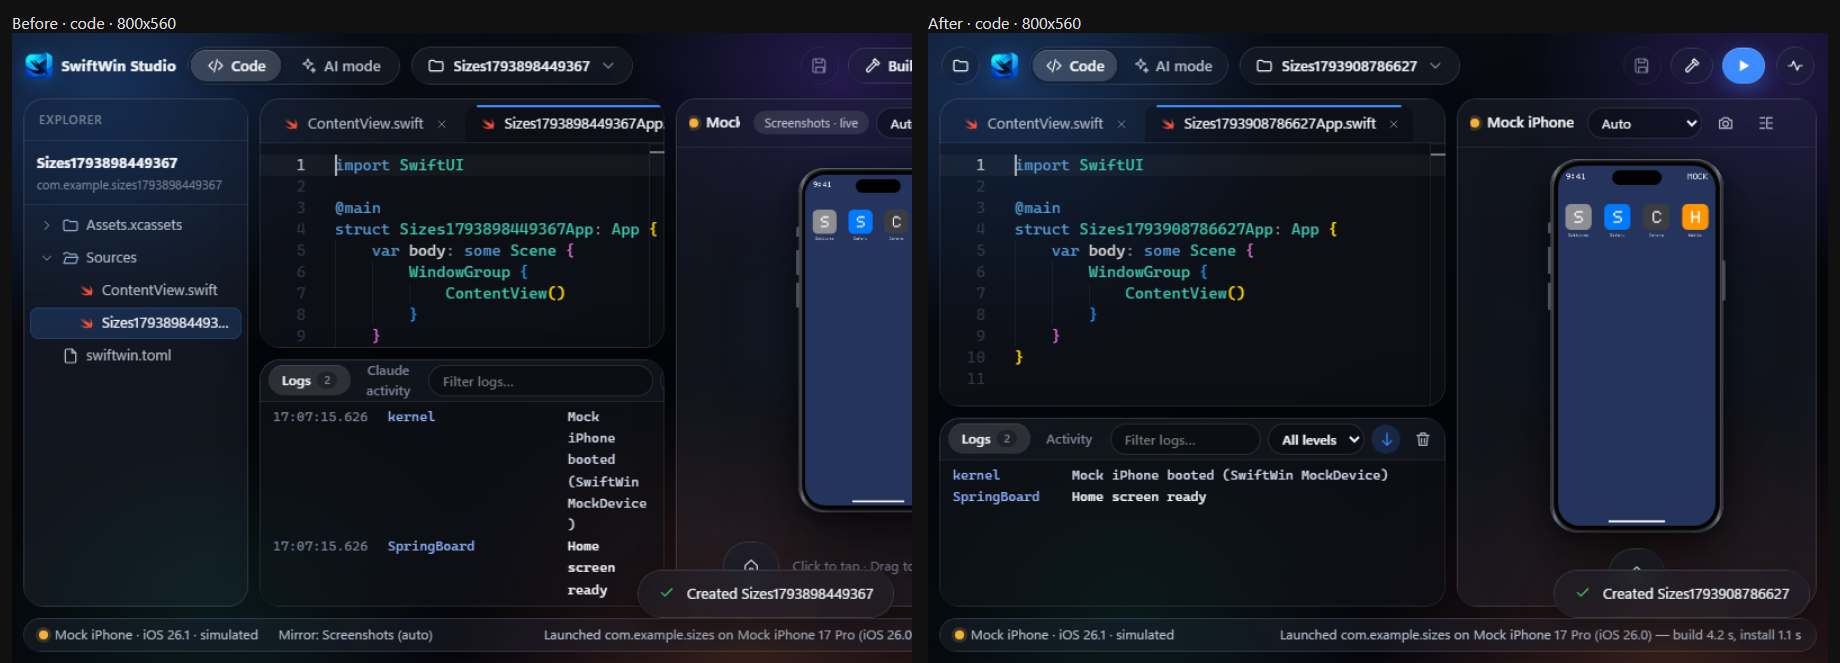 Before · code · 800x560
SwiftWin Studio
Code
AI mode
Sizes1793898449367
Buil
EXPLORER
Sizes1793898449367
com.example.sizes1793898449367
Assets.xcassets
Sources
ContentView.swift
Sizes17938984493...
swiftwin.toml
ContentView.swift ×
Sizes1793898449367App.
1 import SwiftUI
2
3 @main
4 struct Sizes1793898449367App: App {
5 var body: some Scene {
6 WindowGroup {
7 ContentView()
8 }
9 }
Logs 2
Claude activity
Filter logs...
17:07:15.626 kernel Mock
iPhone
booted
(SwiftWin
MockDevice
)
17:07:15.626 SpringBoard Home
screen
ready
Mock
Screenshots · live
Aut
9:41
S S C
Click to tap · Drag to
Created Sizes1793898449367
Mock iPhone · iOS 26.1 · simulated
Mirror: Screenshots (auto)
Launched com.example.sizes on Mock iPhone 17 Pro (iOS 26.0
After · code · 800x560
Code
AI mode
Sizes1793908786627
ContentView.swift ×
Sizes1793908786627App.swift ×
1 import SwiftUI
2
3 @main
4 struct Sizes1793908786627App: App {
5 var body: some Scene {
6 WindowGroup {
7 ContentView()
8 }
9 }
10 }
11
Logs 2
Activity
Filter logs...
All levels
kernel Mock iPhone booted (SwiftWin MockDevice)
SpringBoard Home screen ready
Mock iPhone
Auto
9:41 MOCK
S S C H
Created Sizes1793908786627
Mock iPhone · iOS 26.1 · simulated
Launched com.example.sizes on Mock iPhone 17 Pro (iOS 26.0) — build 4.2 s, install 1.1 s